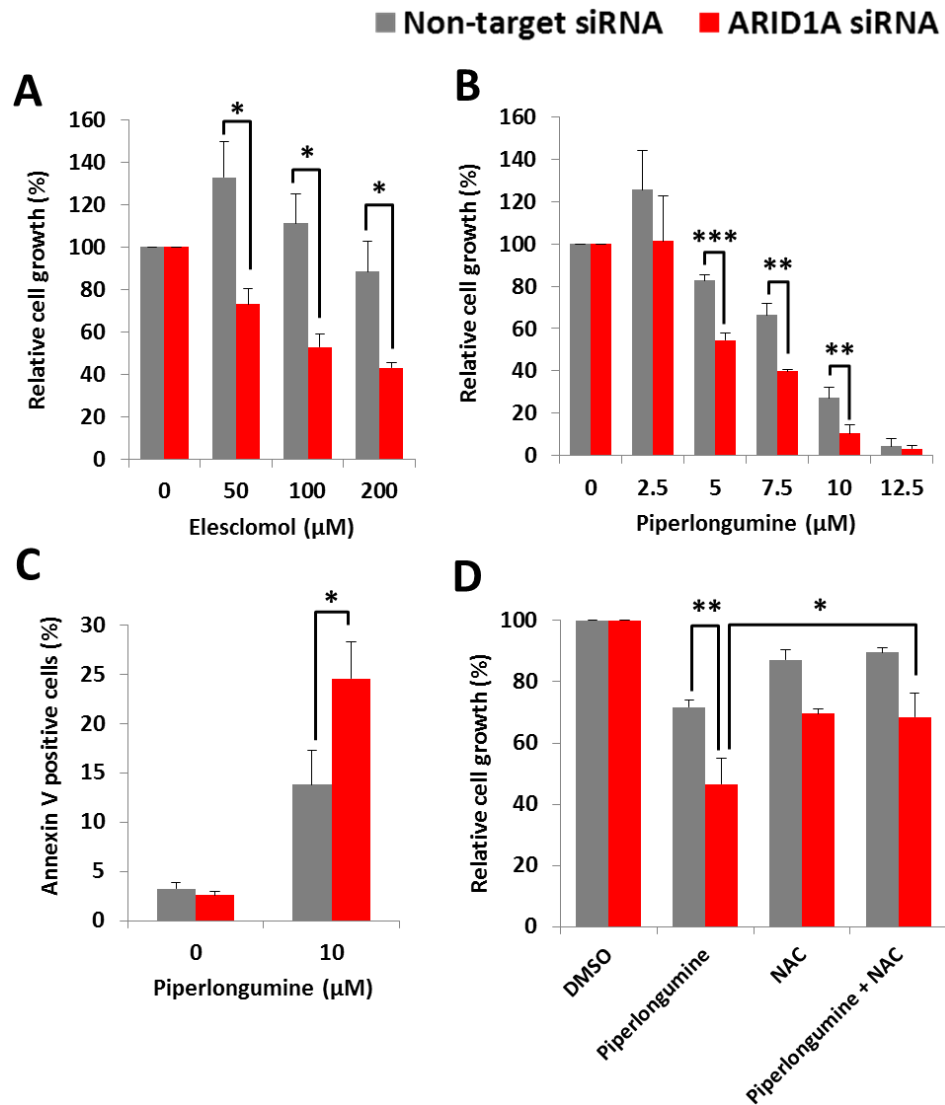 Non-target siRNA ARID1A siRNA
A
Relative cell growth (%)
160
140
120
100
80
60
40
20
0
* * *
0 50 100 200
Elesclomol (µM)
B
Relative cell growth (%)
160
140
120
100
80
60
40
20
0
*** ** **
0 2.5 5 7.5 10 12.5
Piperlongumine (µM)
C
Annexin V positive cells (%)
30
25
20
15
10
5
0
*
0 10
Piperlongumine (µM)
D
Relative cell growth (%)
100
80
60
40
20
0
** *
DMSO
Piperlongumine
NAC
Piperlongumine + NAC